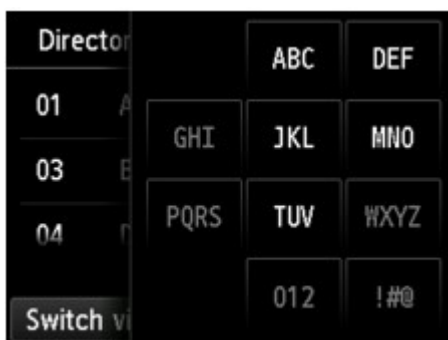 Director
ABC DEF
01 A
GHI JKL MNO
03 B
PQRS TUV WXYZ
04 D
012 !#@
Switch vi